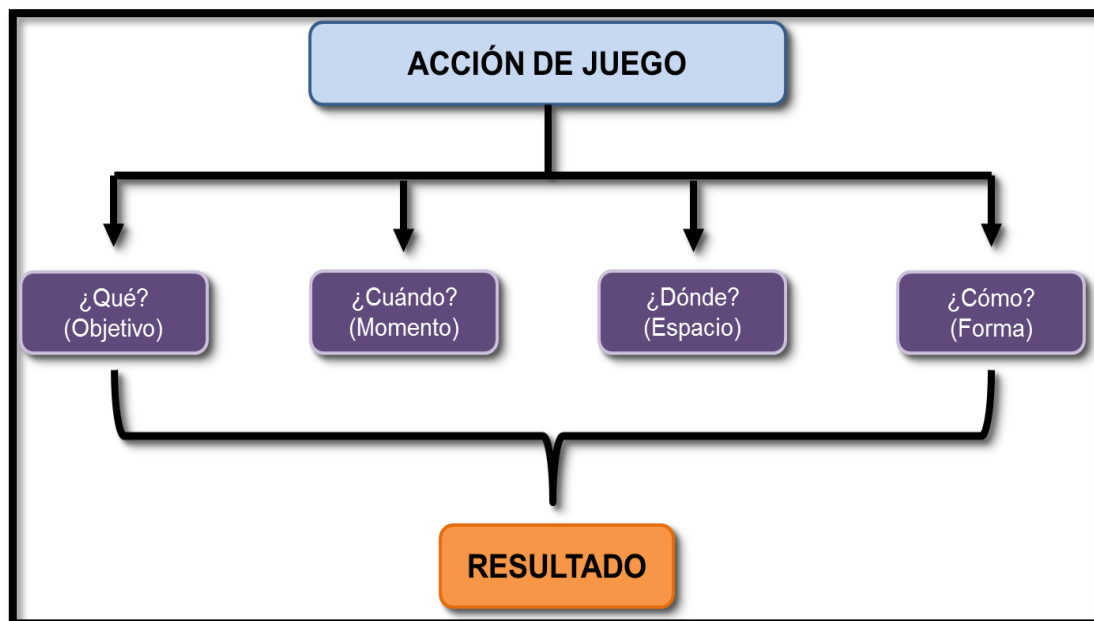 ACCIÓN DE JUEGO
¿Qué?
(Objetivo)
¿Cuándo?
(Momento)
¿Dónde?
(Espacio)
¿Cómo?
(Forma)
RESULTADO